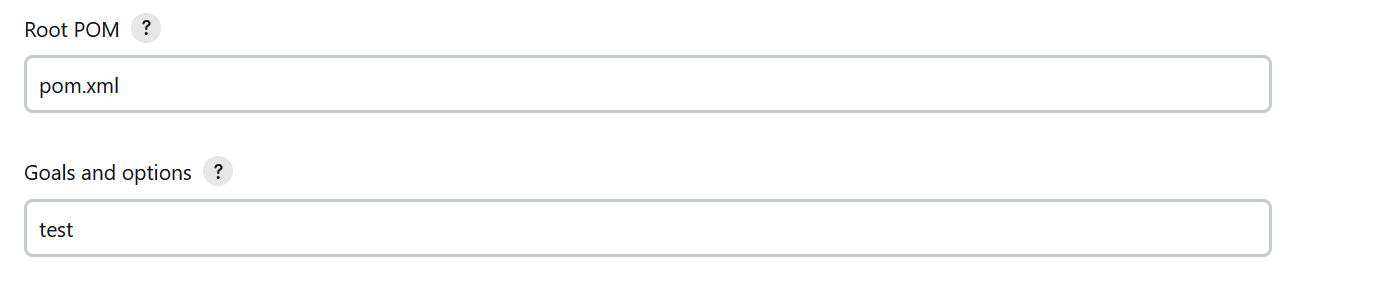 Root POM ?
pom.xml
Goals and options ?
test